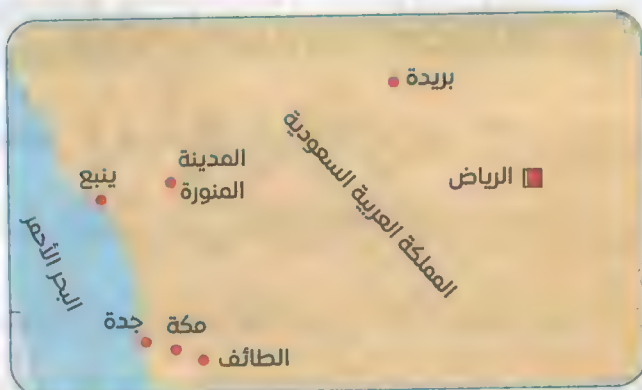 بريدة
المدينة
المنورة
ينبع
الرياض
المملكة العربية السعودية
البحر الأحمر
جدة
مكة
الطائف